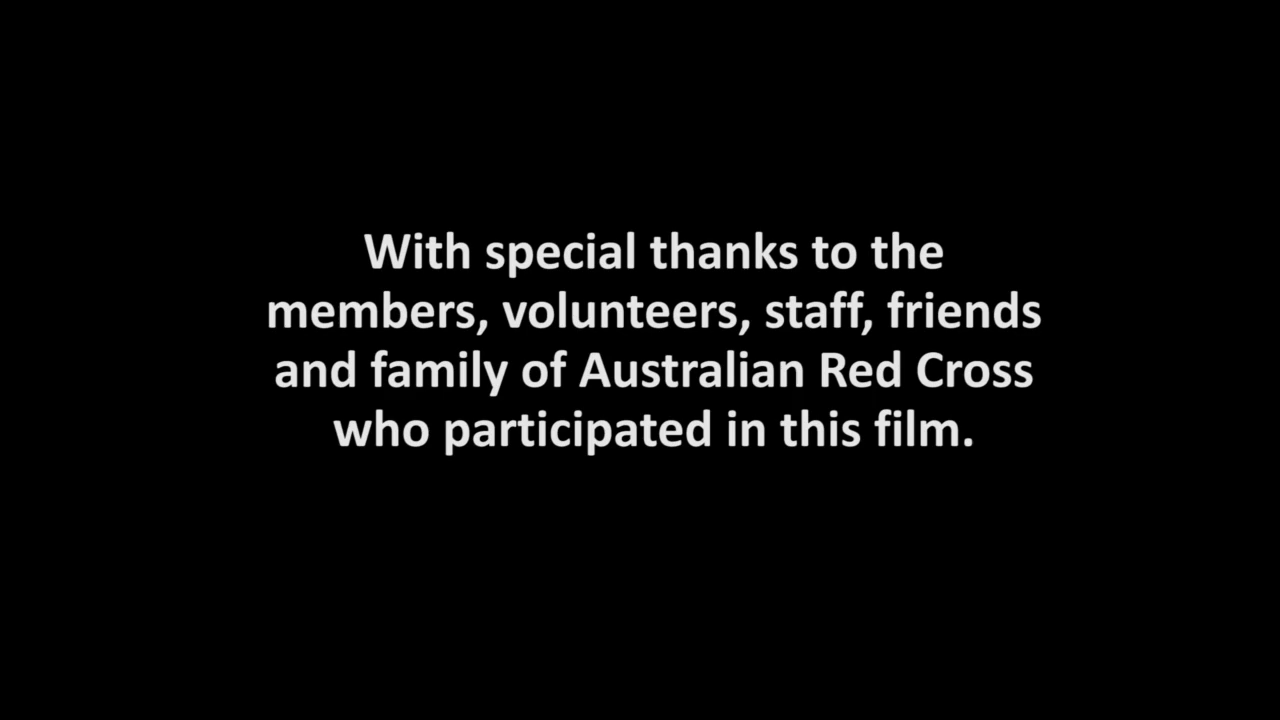 With special thanks to the
members, volunteers, staff, friends
and family of Australian Red Cross
who participated in this film.